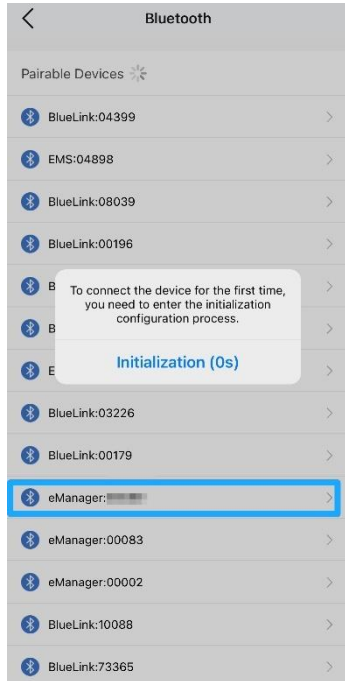 Bluetooth
Pairable Devices
BlueLink:04399
EMS:04898
BlueLink:08039
BlueLink:00196
B
To connect the device for the first time,
you need to enter the initialization
B
configuration process.
E
Initialization (0s)
BlueLink:03226
BlueLink:00179
eManager:
eManager:00083
eManager:00002
BlueLink:10088
BlueLink:73365